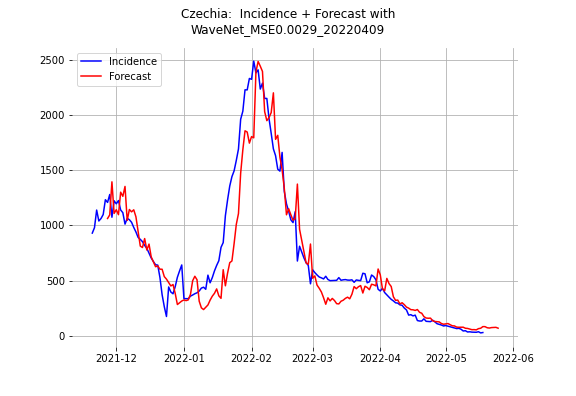 Czechia:  Incidence + Forecast with
WaveNet_MSE0.0029_20220409
Incidence
Forecast
2500
2000
1500
1000
500
0
2021-12 2022-01 2022-02 2022-03 2022-04 2022-05 2022-06